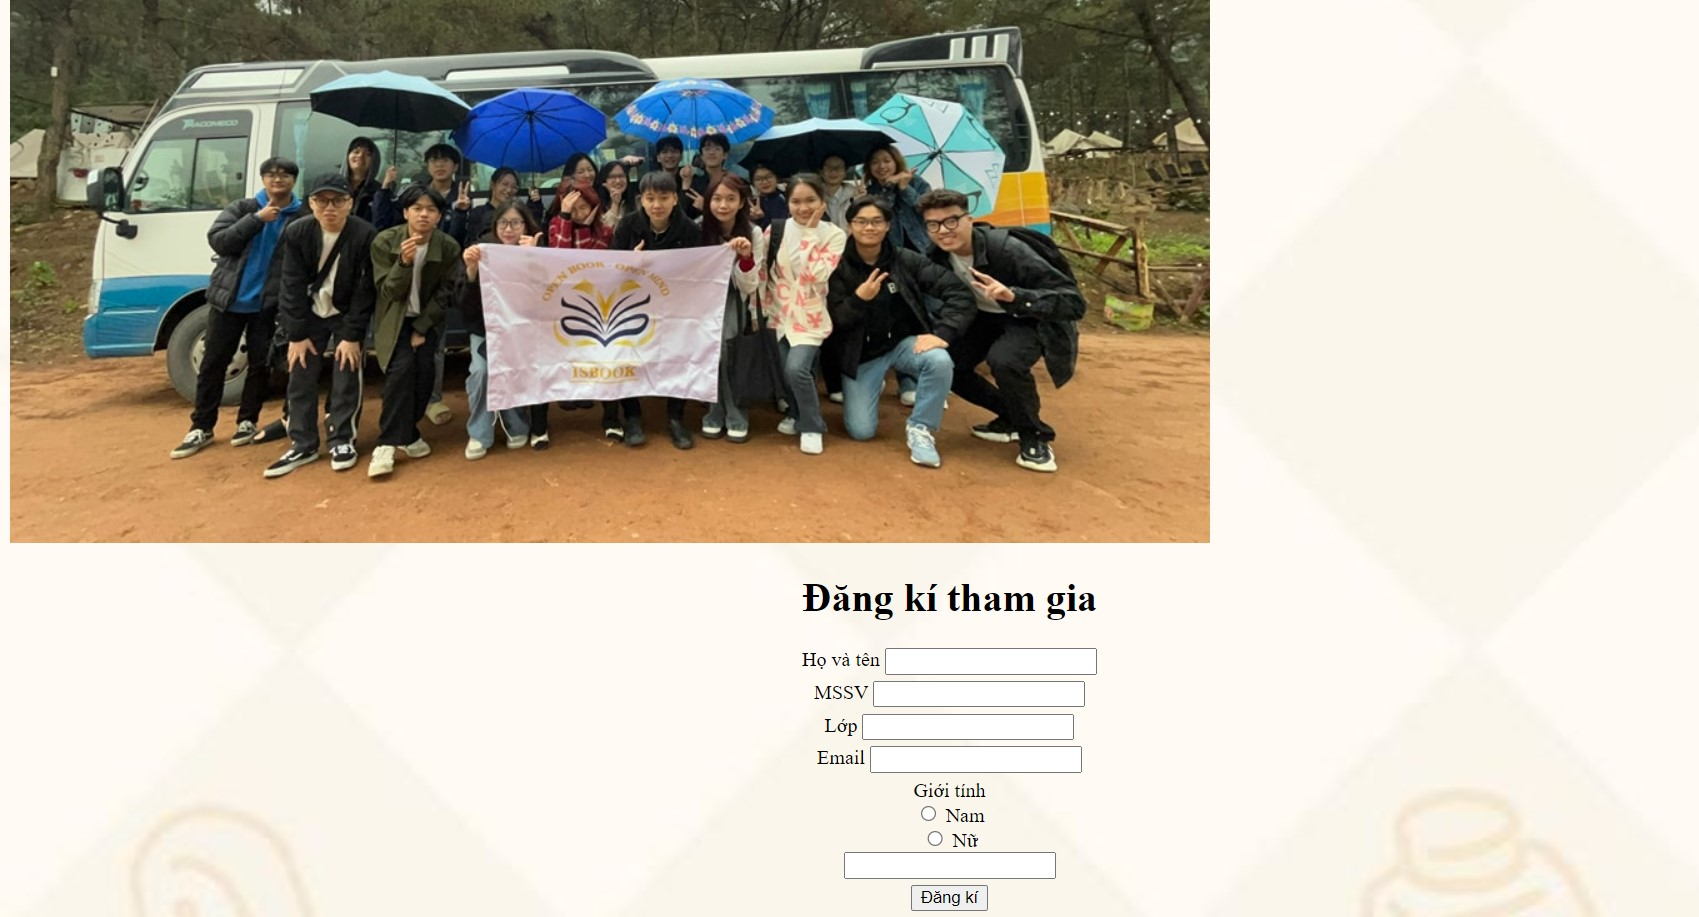 THACOMECO
OPEN BOOK - OPEN MIND
ISBOOK
Đăng kí tham gia
Họ và tên
MSSV
Lớp
Email
Giới tính
Nam
Nữ
Đăng kí